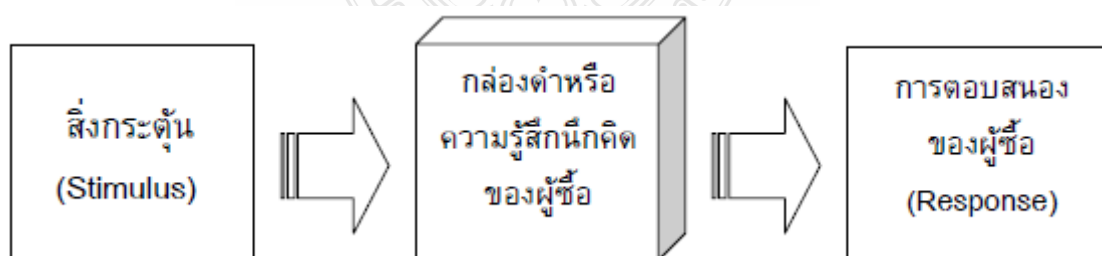 สิ่งกระตุ้น
(Stimulus)
กล่องดำหรือ
ความรู้สึกนึกคิด
ของผู้ซื้อ
การตอบสนอง
ของผู้ซื้อ
(Response)